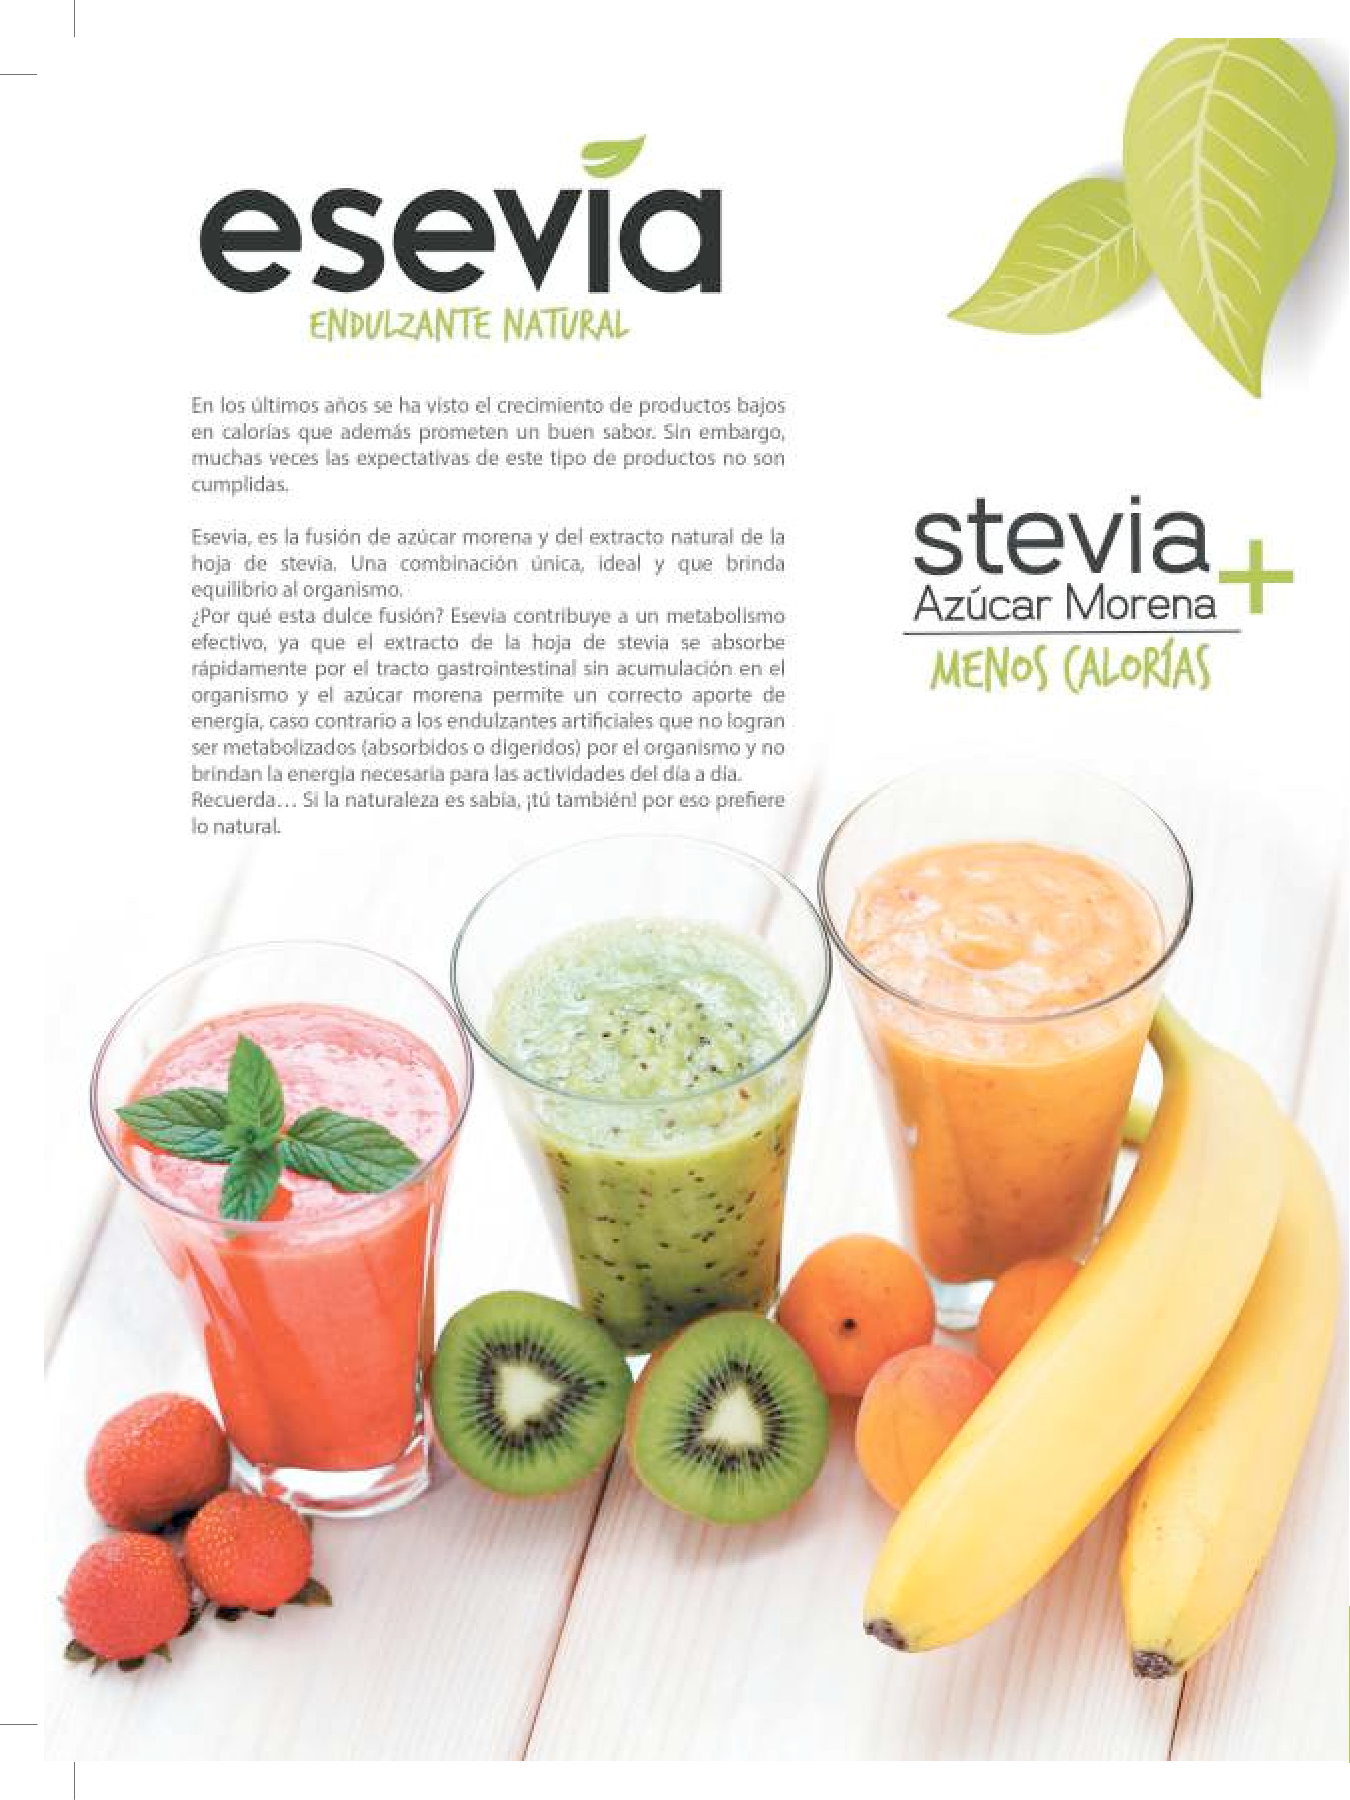 esevia
ENDULZANTE NATURAL
En los últimos años se ha visto el crecimiento de productos bajos
en calorías que además prometen un buen sabor. Sin embargo,
muchas veces las expectativas de este tipo de productos no son
cumplidas.
Esevia, es la fusión de azúcar morena y del extracto natural de la
hoja de stevia. Una combinación única, ideal y que brinda
equilibrio al organismo.
¿Por qué esta dulce fusión? Esevia contribuye a un metabolismo
efectivo, ya que el extracto de la hoja de stevia se absorbe
rápidamente por el tracto gastrointestinal sin acumulación en el
organismo y el azúcar morena permite un correcto aporte de
energía, caso contrario a los endulzantes artificiales que no logran
ser metabolizados (absorbidos o digeridos) por el organismo y no
brindan la energía necesaria para las actividades del día a día.
Recuerda... Si la naturaleza es sabia, ¡tú también! por eso prefiere
lo natural.
stevia +
Azúcar Morena
MENOS CALORÍAS